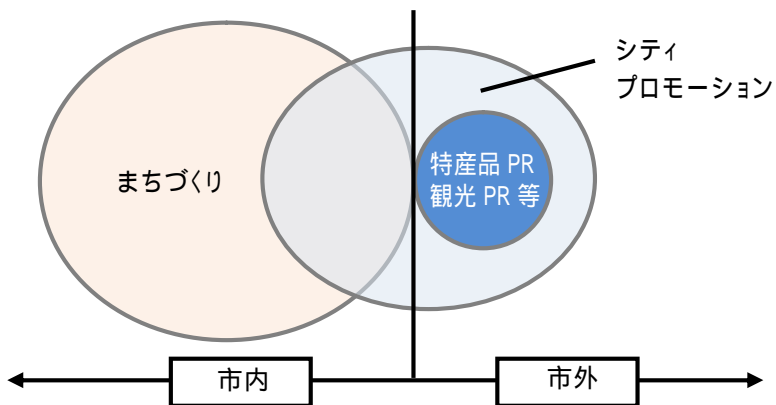 シティ
プロモーション
まちづくり
特産品 PR
観光 PR 等
市内
市外